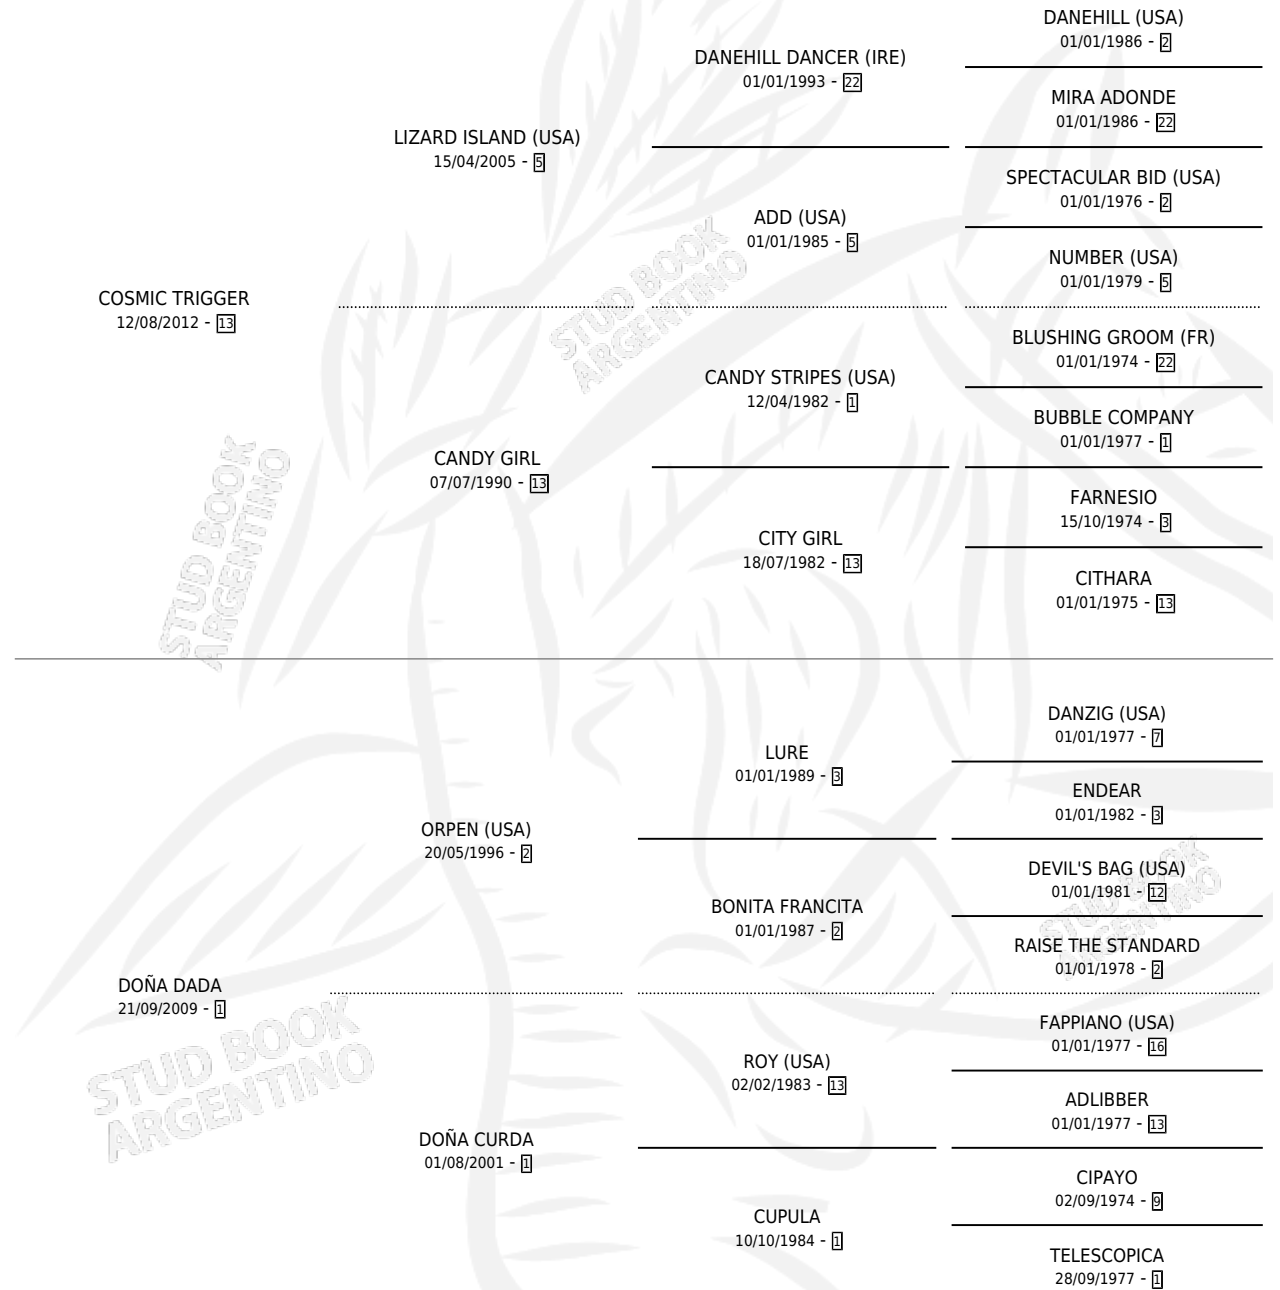 DANEHILL (USA)
01/01/1986 - 2
DANEHILL DANCER (IRE)
01/01/1993 - 22
MIRA ADONDE
01/01/1986 - 22
LIZARD ISLAND (USA)
15/04/2005 - 5
SPECTACULAR BID (USA)
01/01/1976 - 2
ADD (USA)
01/01/1985 - 5
NUMBER (USA)
01/01/1979 - 5
COSMIC TRIGGER
12/08/2012 - 13
BLUSHING GROOM (FR)
01/01/1974 - 22
CANDY STRIPES (USA)
12/04/1982 - 1
BUBBLE COMPANY
01/01/1977 - 1
CANDY GIRL
07/07/1990 - 13
FARNESIO
15/10/1974 - 3
CITY GIRL
18/07/1982 - 13
CITHARA
01/01/1975 - 13
DANZIG (USA)
01/01/1977 - 7
LURE
01/01/1989 - 3
ENDEAR
01/01/1982 - 3
ORPEN (USA)
20/05/1996 - 2
DEVIL'S BAG (USA)
01/01/1981 - 12
BONITA FRANCITA
01/01/1987 - 2
RAISE THE STANDARD
01/01/1978 - 2
DOÑA DADA
21/09/2009 - 1
FAPPIANO (USA)
01/01/1977 - 16
ROY (USA)
02/02/1983 - 13
ADLIBBER
01/01/1977 - 13
DOÑA CURDA
01/08/2001 - 1
CIPAYO
02/09/1974 - 9
CUPULA
10/10/1984 - 1
TELESCOPICA
28/09/1977 - 1
STUD BOOK
ARGENTINO
STUD BOOK
ARGENTINO
STUD BOOK
ARGENTINO
STUD BOOK
ARGENTINO